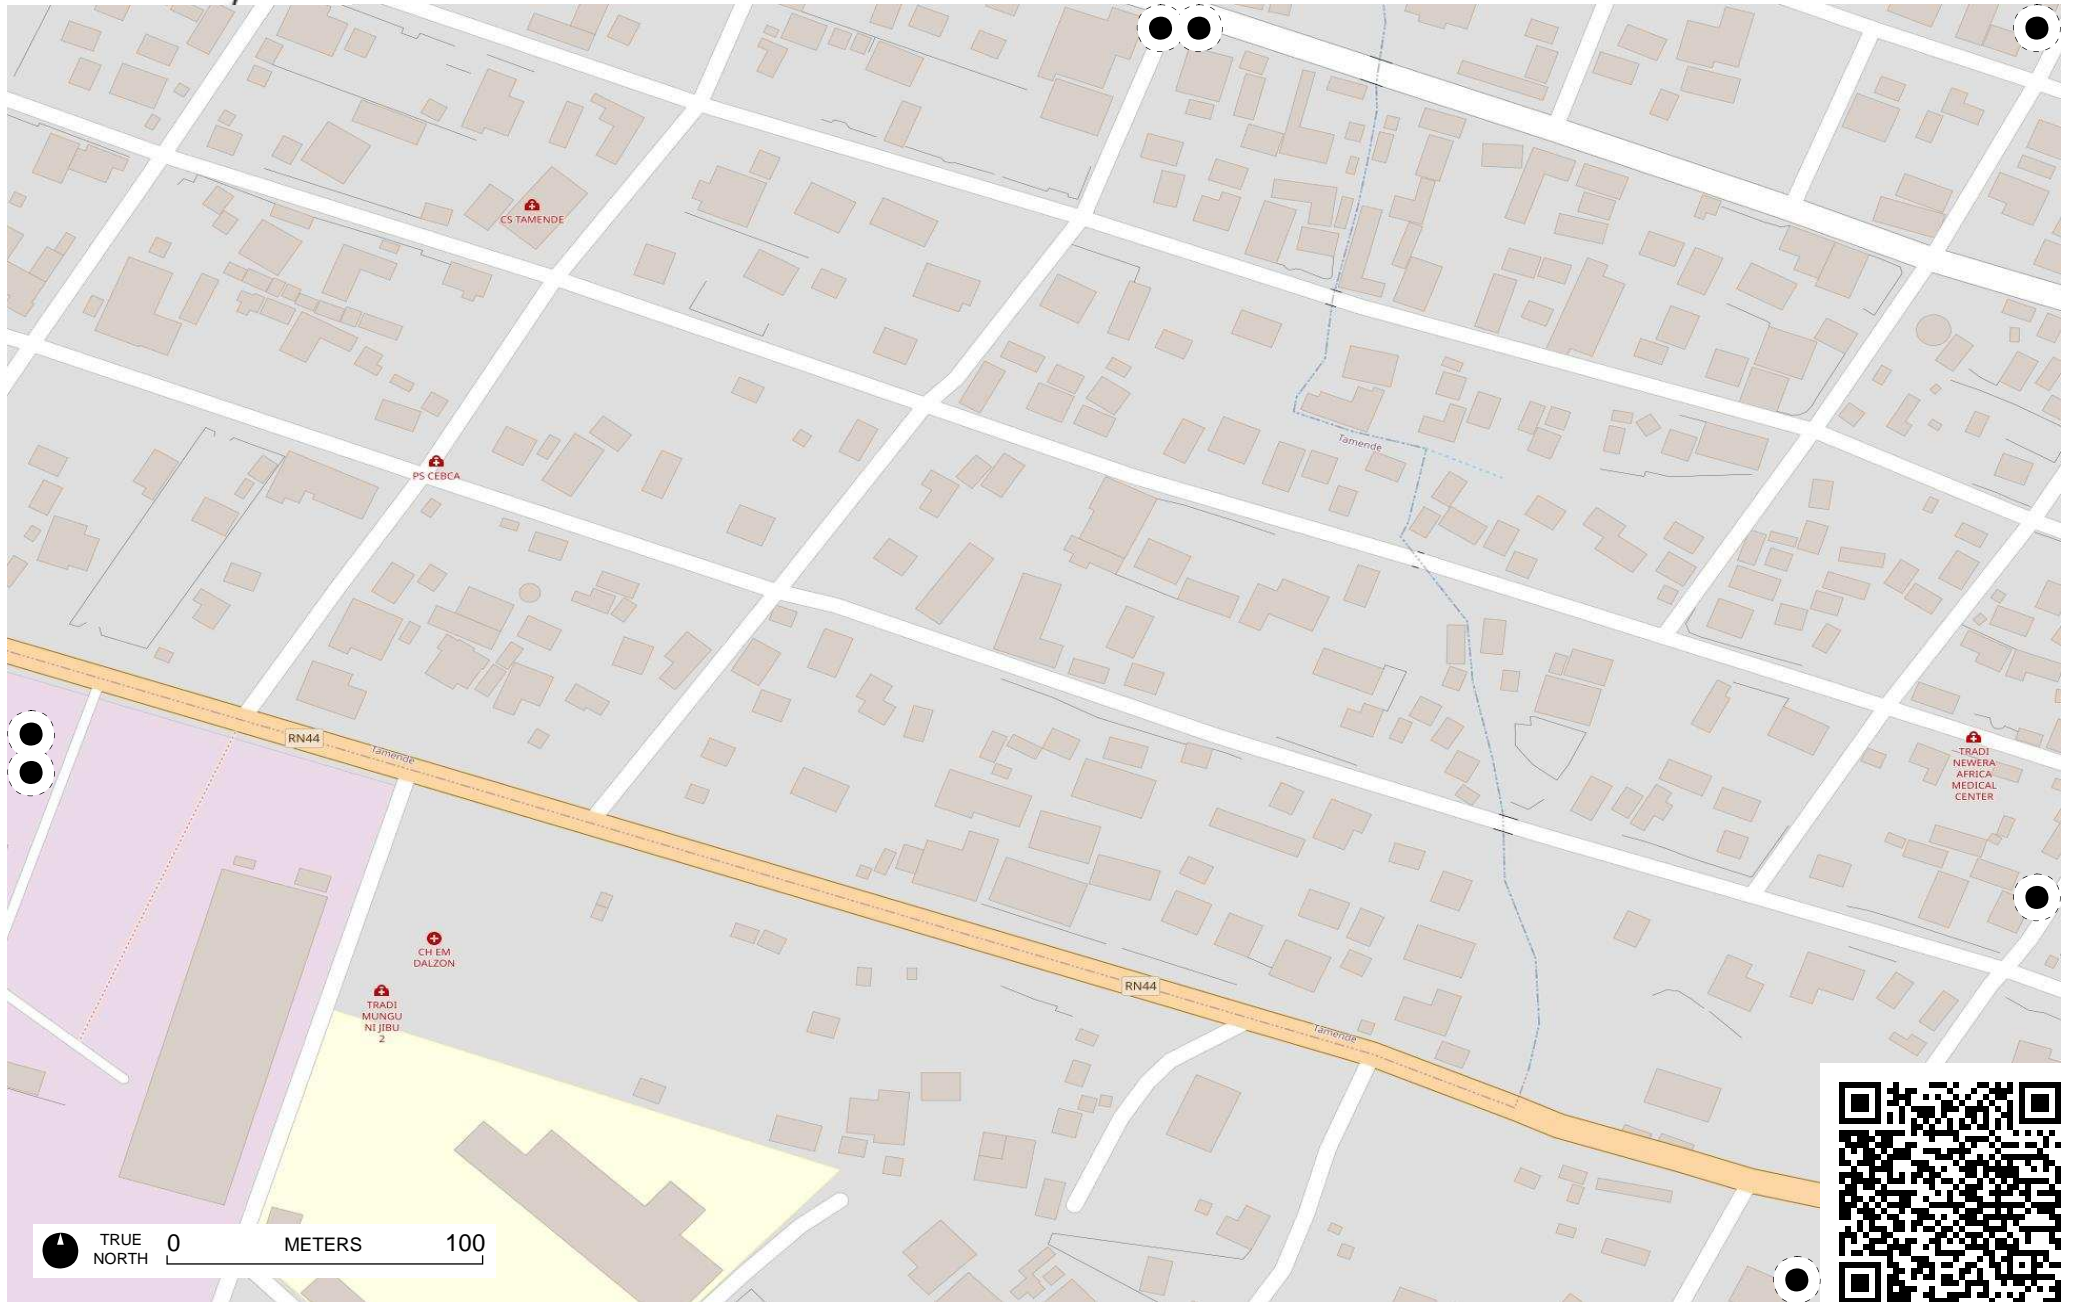 CS TAMENDE
Tamende
PS CEBCA
RN44
Tamende
TRADI
NEWERA
AFRICA
MEDICAL
CENTER
CH EM
DALZON
RN44
TRADI
MUNGU
NI JIBU
2
Tamende
TRUE
NORTH
0 METERS 100